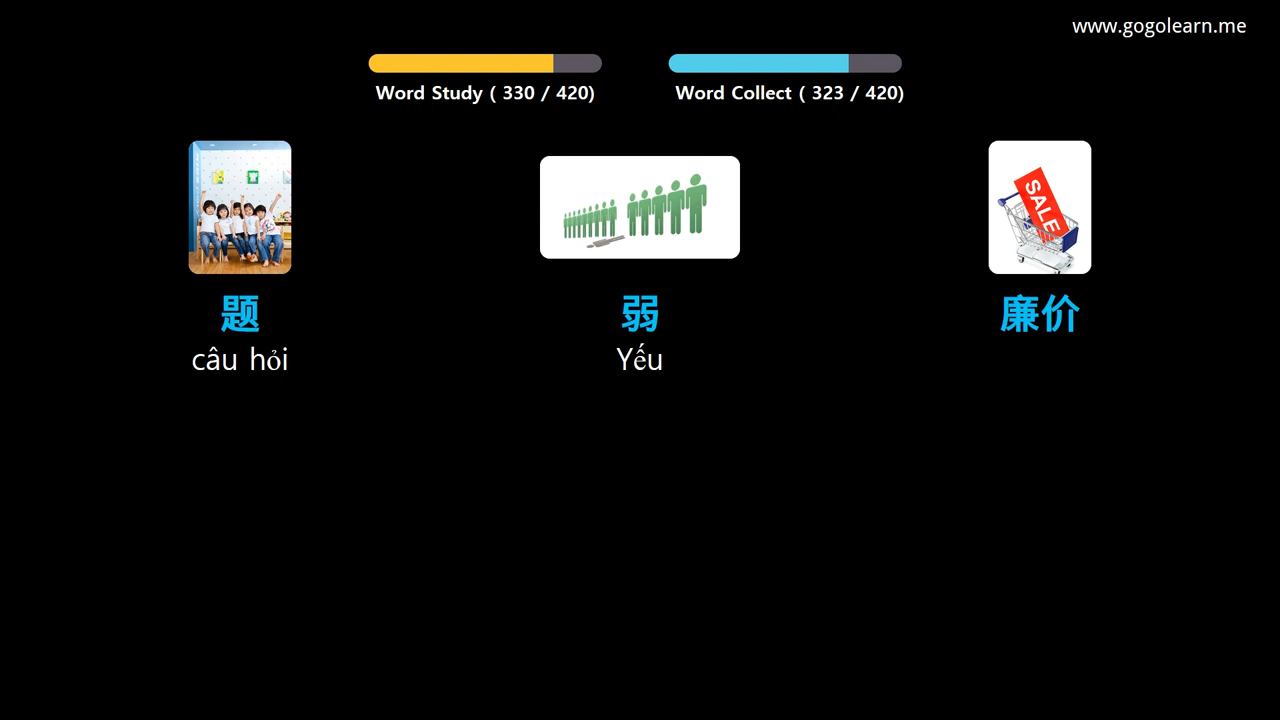 www.gogolearn.me
Word Study ( 330 / 420)
Word Collect ( 323 / 420)
SALE
题
câu hỏi
弱
Yếu
廉价